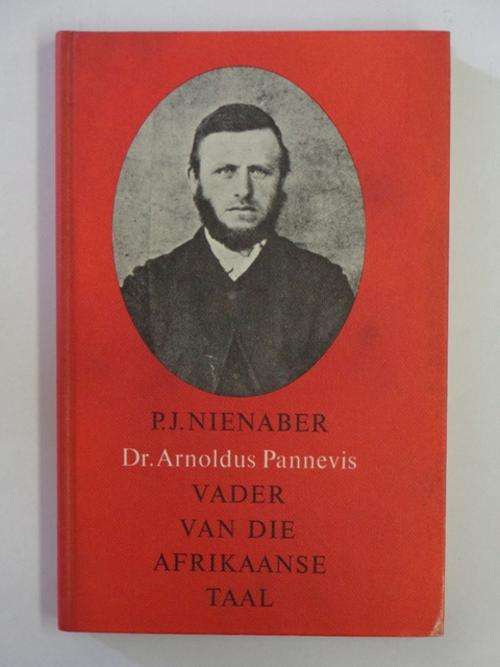 P.J. NIENABER
Dr. Arnoldus Pannevis
VADER
VAN DIE
AFRIKAANSE
TAAL